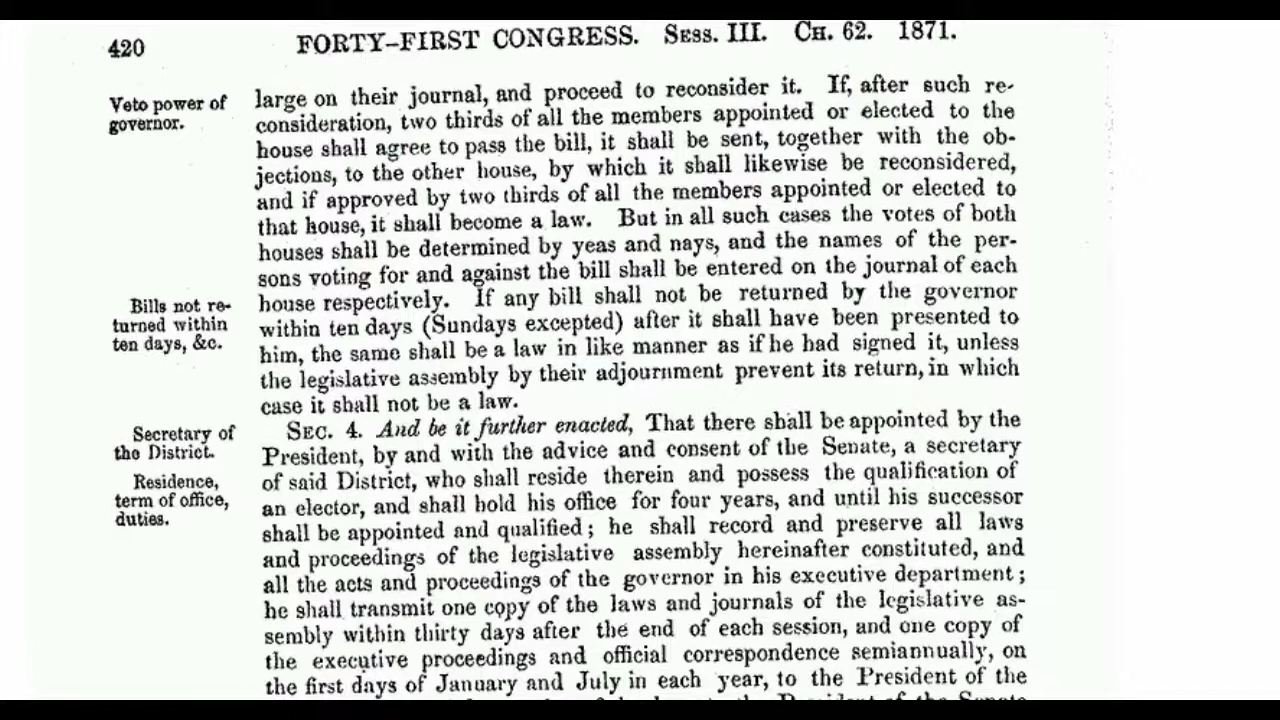 420
FORTY-FIRST CONGRESS. SESS. III. CH. 62. 1871.
Veto power of
governor.
large on their journal, and proceed to reconsider it. If, after such re-
consideration, two thirds of all the members appointed or elected to the
house shall agree to pass the bill, it shall be sent, together with the ob-
jections, to the other house, by which it shall likewise be reconsidered,
and if approved by two thirds of all the members appointed or elected to
that house, it shall become a law. But in all such cases the votes of both
houses shall be determined by yeas and nays, and the names of the per-
sons voting for and against the bill shall be entered on the journal of each
Bills not re-
turned within
ten days, &c.
house respectively. If any bill shall not be returned by the governor
within ten days (Sundays excepted) after it shall have been presented to
him, the same shall be a law in like manner as if he had signed it, unless
the legislative assembly by their adjournment prevent its return, in which
case it shall not be a law.
Secretary of
the District.
Residence,
term of office,
duties.
SEC. 4. And be it further enacted, That there shall be appointed by the
President, by and with the advice and consent of the Senate, a secretary
of said District, who shall reside therein and possess the qualification of
an elector, and shall hold his office for four years, and until his successor
shall be appointed and qualified; he shall record and preserve all laws
and proceedings of the legislative assembly hereinafter constituted, and
all the acts and proceedings of the governor in his executive department;
he shall transmit one copy of the laws and journals of the legislative as-
sembly within thirty days after the end of each session, and one copy of
the executive proceedings and official correspondence semiannually, on
the first days of January and July in each year, to the President of the